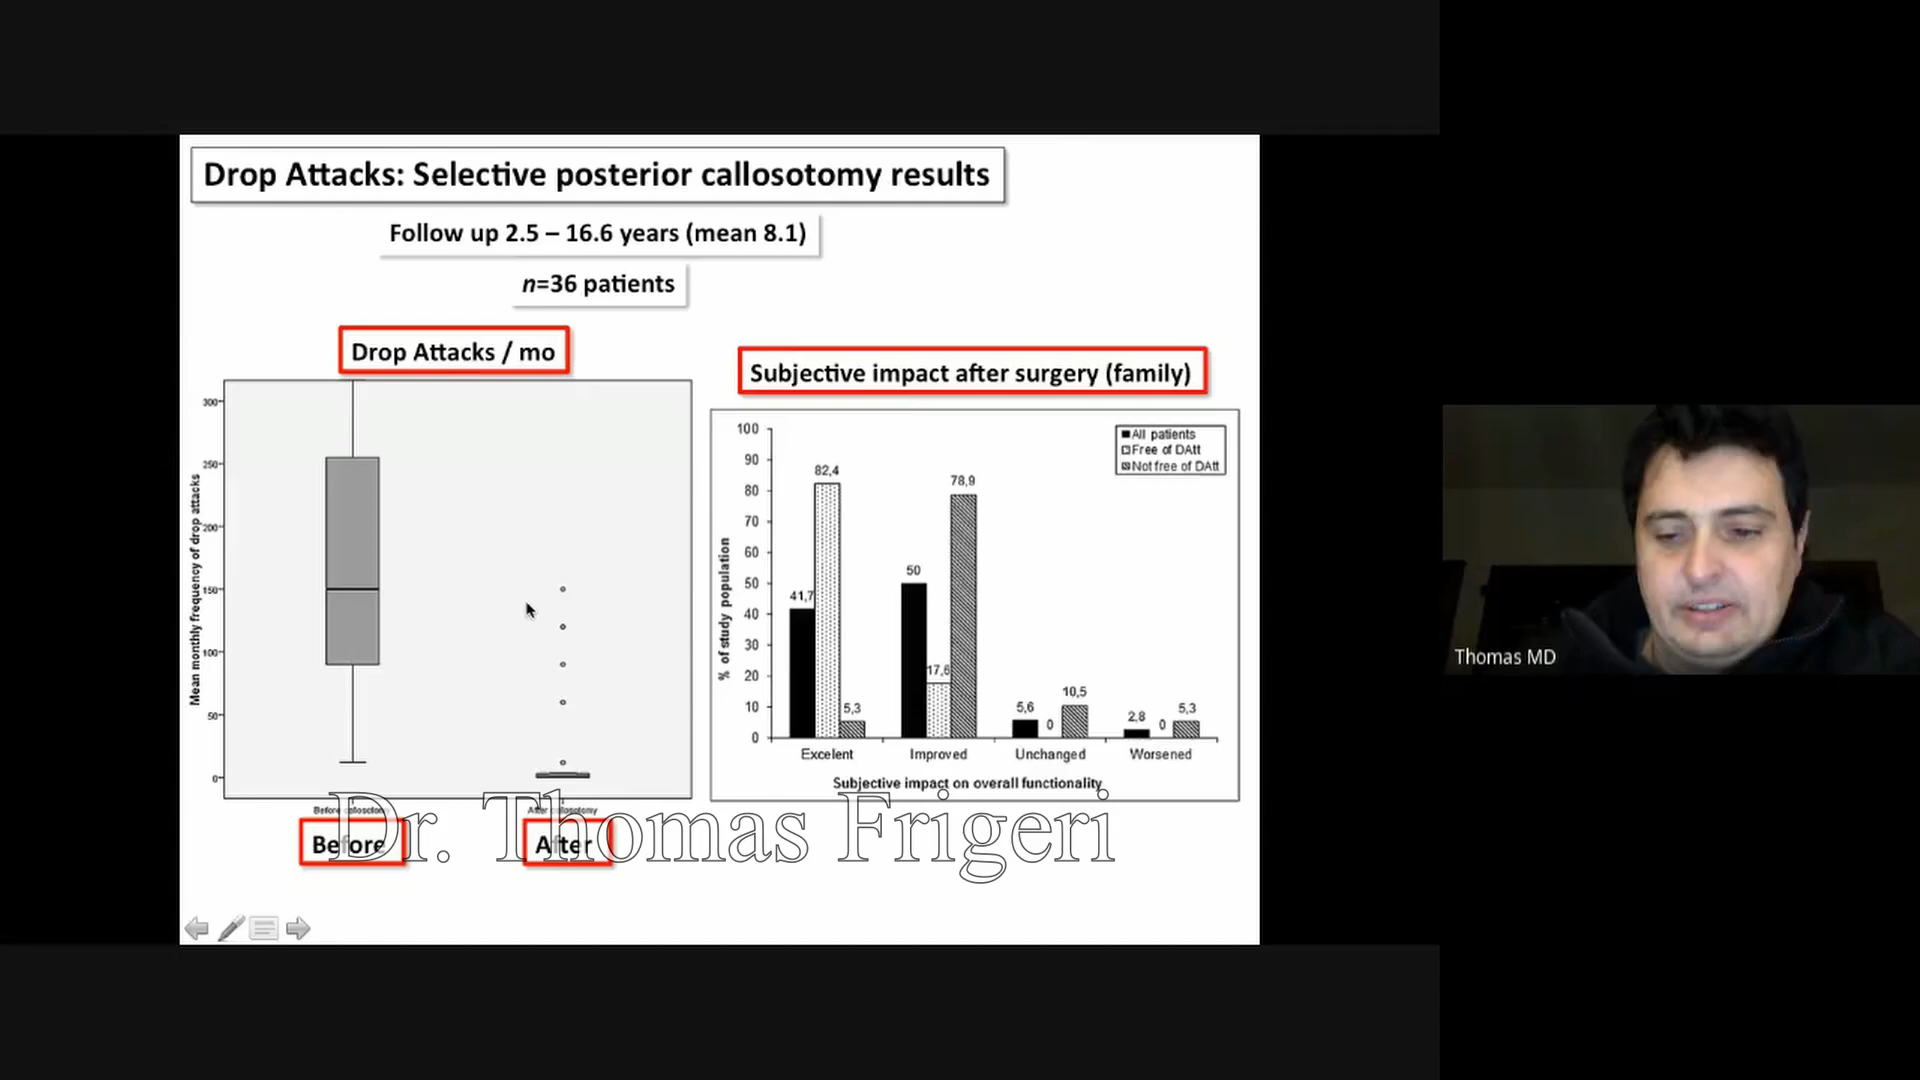 Drop Attacks: Selective posterior callosotomy results
Follow up 2.5 – 16.6 years (mean 8.1)
n=36 patients
Drop Attacks / mo
Mean monthly frequency of drop attacks
300
250
200
150
100
50
0
Before
After
Subjective impact after surgery (family)
% of study population
100
90
80
70
60
50
40
30
20
10
0
All patients
Free of DAtt
Not free of DAtt
41,7
82,4
5,3
50
17,6
78,9
5,6
0
10,5
2,8
0
5,3
Excelent
Improved
Unchanged
Worsened
Subjective impact on overall functionality
Dr. Thomas Frigeri
Thomas MD